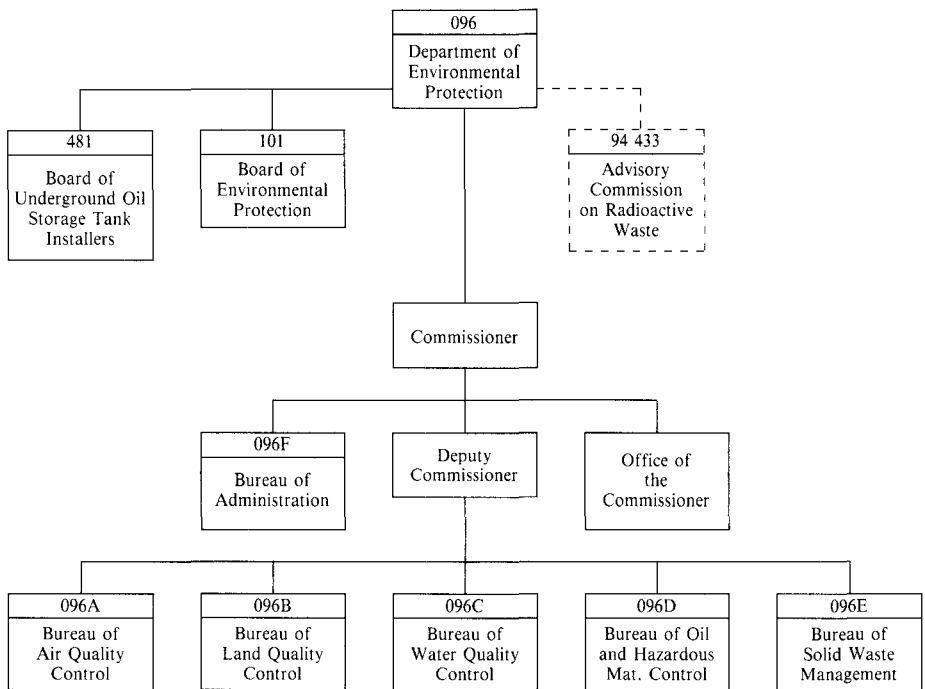 096
Department of
Environmental
Protection
481
Board of
Underground Oil
Storage Tank
Installers
101
Board of
Environmental
Protection
94 433
Advisory
Commission
on Radioactive
Waste
Commissioner
096F
Bureau of
Administration
Deputy
Commissioner
Office of
the
Commissioner
096A
Bureau of
Air Quality
Control
096B
Bureau of
Land Quality
Control
096C
Bureau of
Water Quality
Control
096D
Bureau of Oil
and Hazardous
Mat. Control
096E
Bureau of
Solid Waste
Management